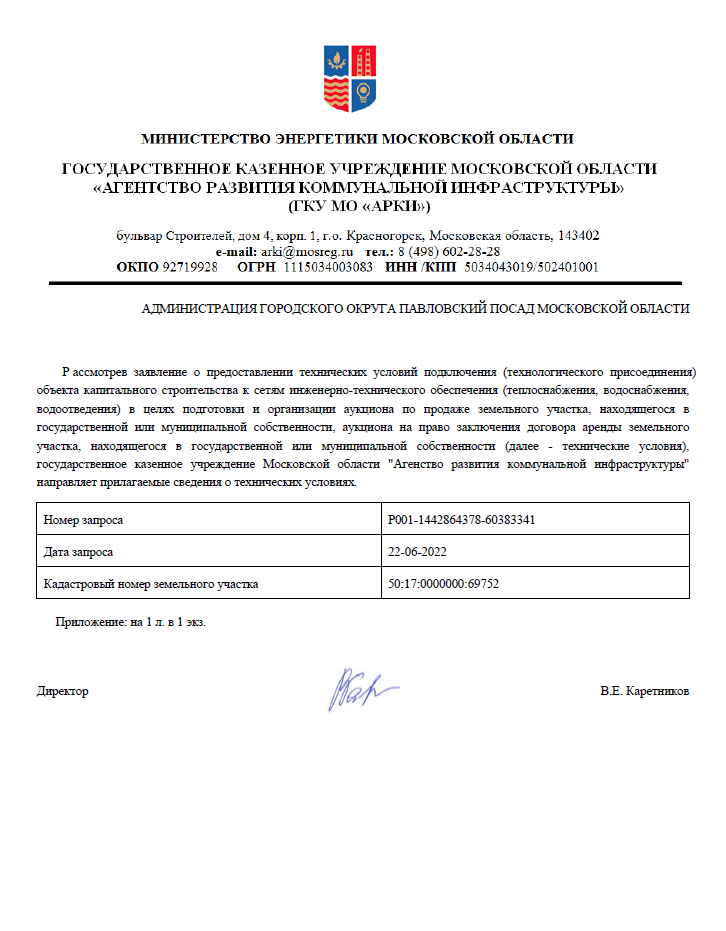 МИНИСТЕРСТВО ЭНЕРГЕТИКИ МОСКОВСКОЙ ОБЛАСТИ
ГОСУДАРСТВЕННОЕ КАЗЕННОЕ УЧРЕЖДЕНИЕ МОСКОВСКОЙ ОБЛАСТИ
«АГЕНТСТВО РАЗВИТИЯ КОММУНАЛЬНОЙ ИНФРАСТРУКТУРЫ»
(ГКУ МО «АРКИ»)
бульвар Строителей, дом 4, корп. 1, г.о. Красногорск, Московская область, 143402
e-mail: arki@mosreg.ru тел.: 8 (498) 602-28-28
ОКПО 92719928 ОГРН 1115034003083 ИНН /КПП 5034043019/502401001
АДМИНИСТРАЦИЯ ГОРОДСКОГО ОКРУГА ПАВЛОВСКИЙ ПОСАД МОСКОВСКОЙ ОБЛАСТИ
Рассмотрев заявление о предоставлении технических условий подключения (технологического присоединения)
объекта капитального строительства к сетям инженерно-технического обеспечения (теплоснабжения, водоснабжения,
водоотведения) в целях подготовки и организации аукциона по продаже земельного участка, находящегося в
государственной или муниципальной собственности, аукциона на право заключения договора аренды земельного
участка, находящегося в государственной или муниципальной собственности (далее - технические условия),
государственное казенное учреждение Московской области "Агенство развития коммунальной инфраструктуры"
направляет прилагаемые сведения о технических условиях.
Номер запроса P001-1442864378-60383341
Дата запроса 22-06-2022
Кадастровый номер земельного участка 50:17:0000000:69752
Приложение: на 1 л. в 1 экз.
Директор В.Е. Каретников